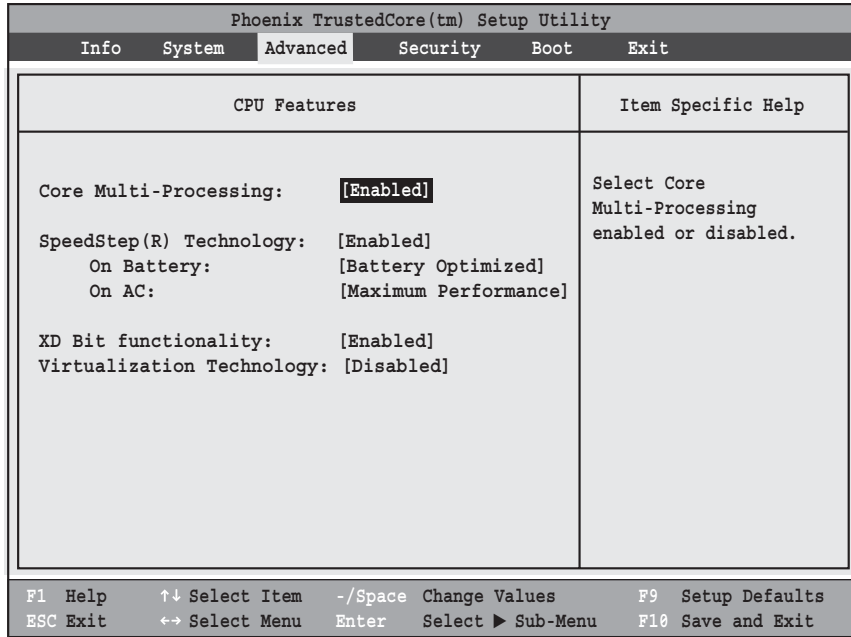 Phoenix TrustedCore(tm) Setup Utility
Info System Advanced Security Boot Exit
CPU Features
Item Specific Help
Core Multi-Processing: [Enabled]
SpeedStep(R) Technology: [Enabled]
On Battery: [Battery Optimized]
On AC: [Maximum Performance]
XD Bit functionality: [Enabled]
Virtualization Technology: [Disabled]
Select Core
Multi-Processing
enabled or disabled.
F1 Help ↑↓ Select Item -/Space Change Values F9 Setup Defaults
ESC Exit ←→ Select Menu Enter Select ▶ Sub-Menu F10 Save and Exit